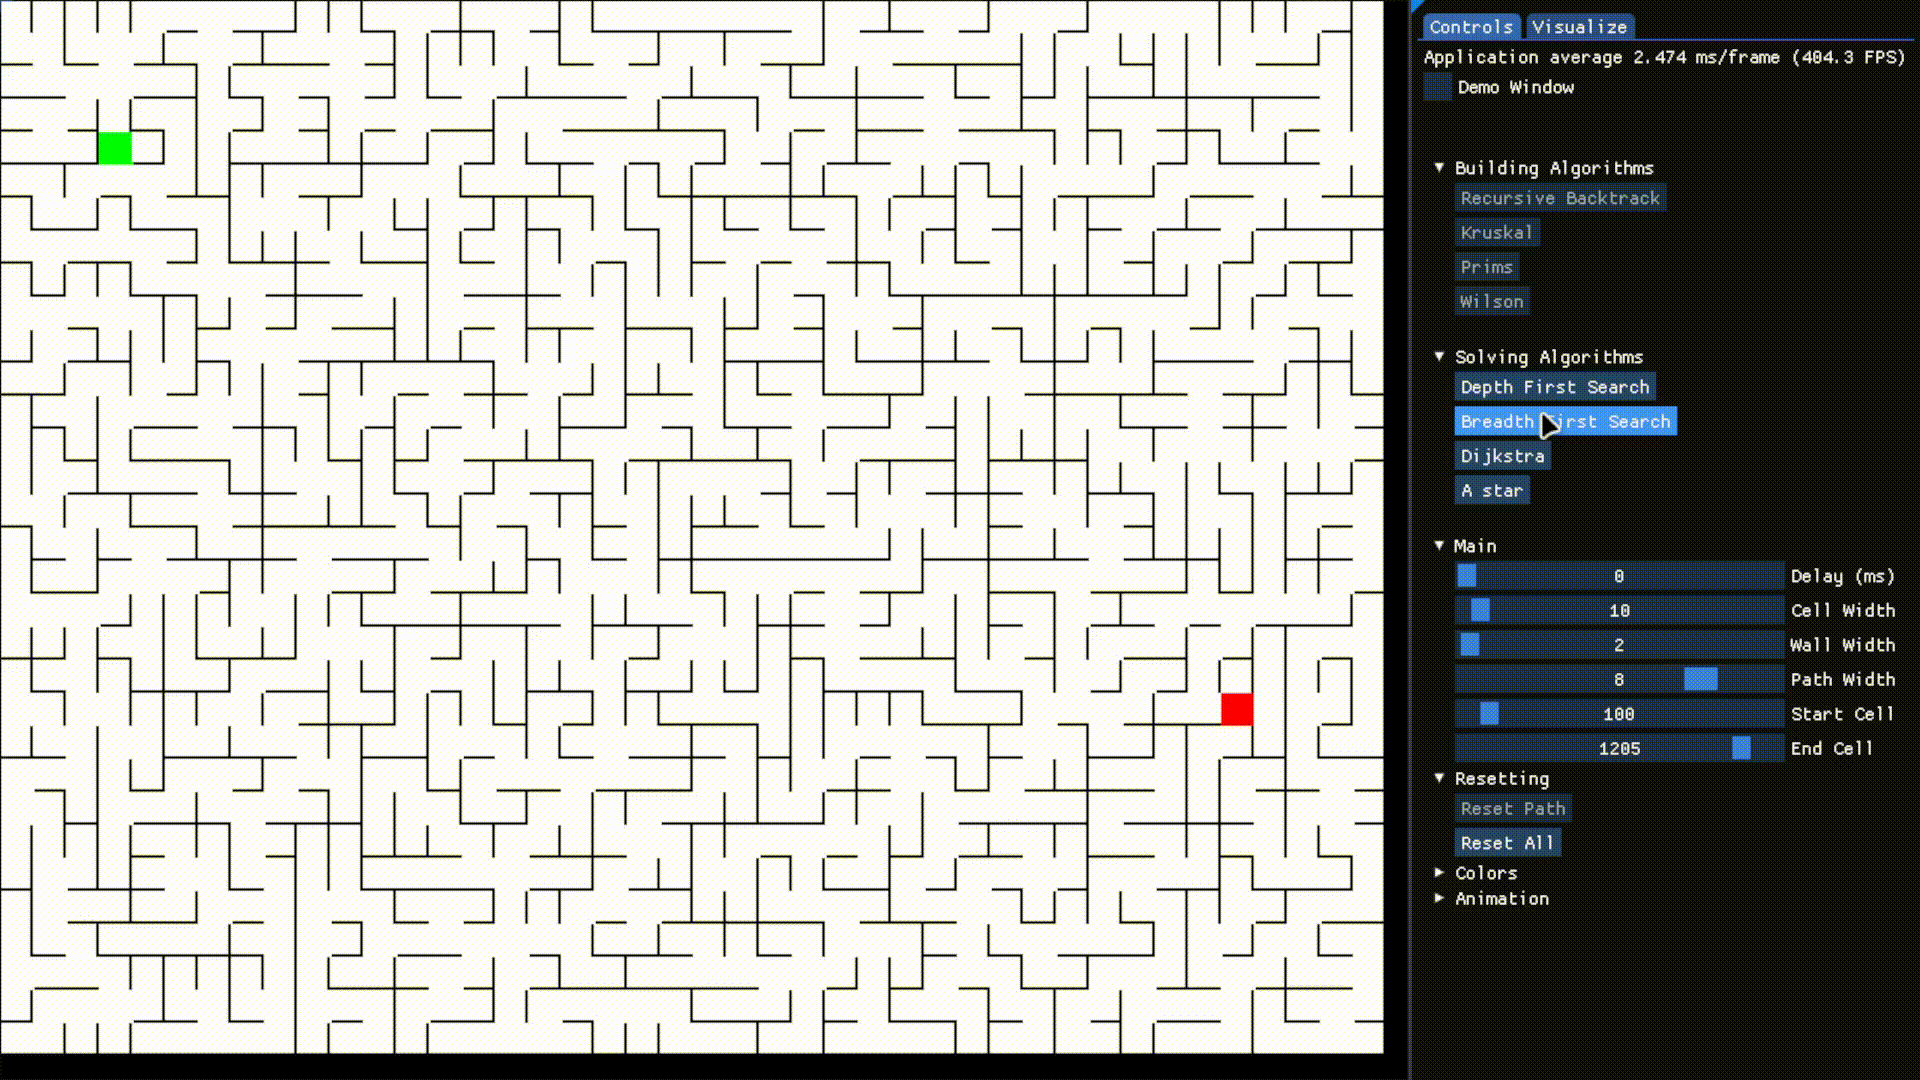 Controls Visualize
Application average 2.474 ms/frame (404.3 FPS)
Demo Window
Building Algorithms
Recursive Backtrack
Kruskal
Prims
Wilson
Solving Algorithms
Depth First Search
Breadth First Search
Dijkstra
A star
Main
0 Delay (ms)
10 Cell Width
2 Wall Width
8 Path Width
100 Start Cell
1205 End Cell
Resetting
Reset Path
Reset All
Colors
Animation